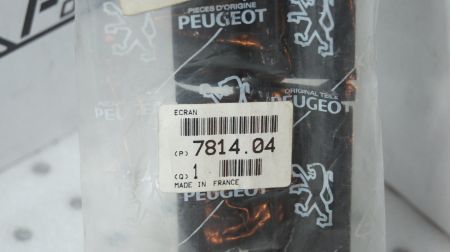 PIECES D'ORIGINE
PEUGEOT
ORIGINAL TEILE
PEUGEOT
ECRAN
(P) 7814.04
(Q) 1
MADE IN FRANCE
PEUGEOT